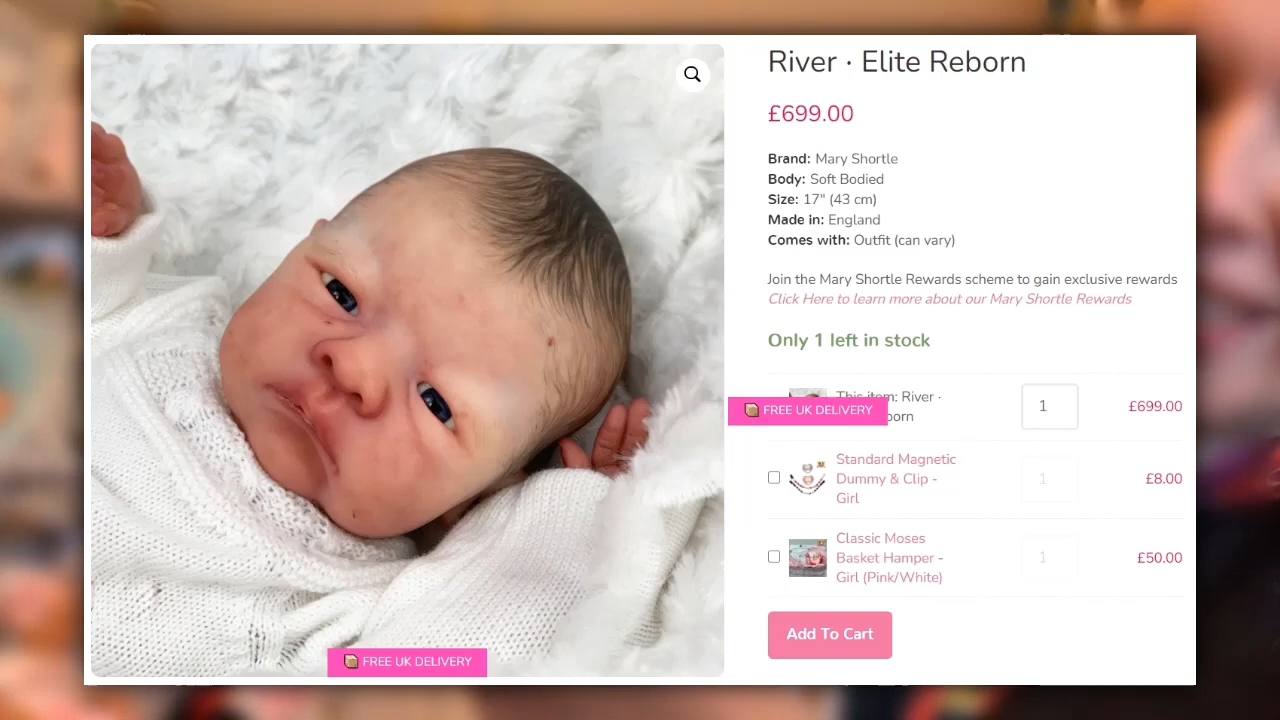 River · Elite Reborn
£699.00
Brand: Mary Shortle
Body: Soft Bodied
Size: 17" (43 cm)
Made in: England
Comes with: Outfit (can vary)
Join the Mary Shortle Rewards scheme to gain exclusive rewards
Click Here to learn more about our Mary Shortle Rewards
Only 1 left in stock
This item: River ·
1
£699.00
FREE UK DELIVERY
Standard Magnetic
Dummy & Clip -
Girl
1
£8.00
Classic Moses
Basket Hamper -
Girl (Pink/White)
1
£50.00
Add To Cart
FREE UK DELIVERY